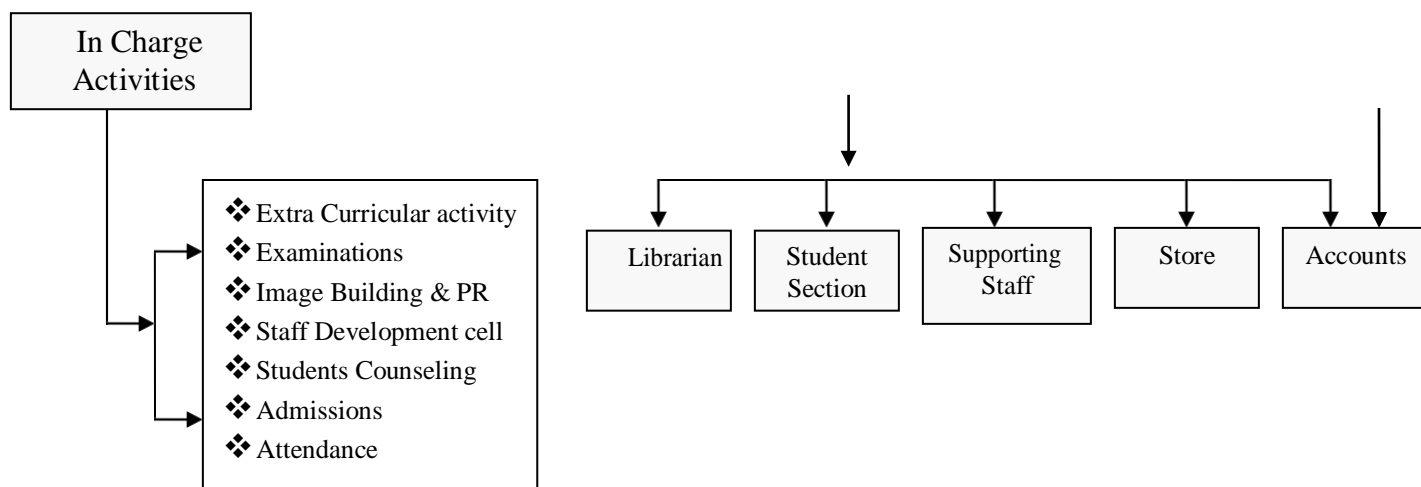 In Charge
Activities
❖ Extra Curricular activity
❖ Examinations
❖ Image Building & PR
❖ Staff Development cell
❖ Students Counseling
❖ Admissions
❖ Attendance
Librarian
Student
Section
Supporting
Staff
Store
Accounts